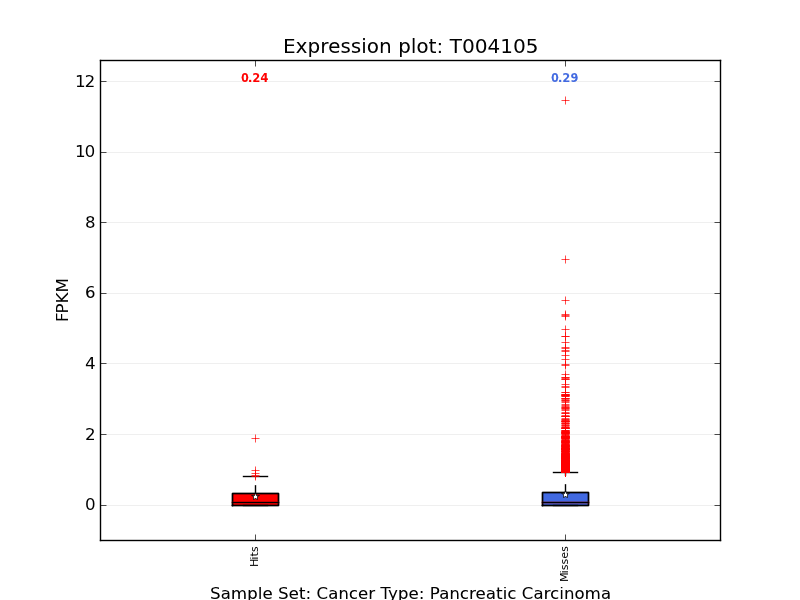 Expression plot: T004105
0.24
0.29
12
10
8
6
4
2
0
FPKM
Hits
Misses
Sample Set: Cancer Type: Pancreatic Carcinoma